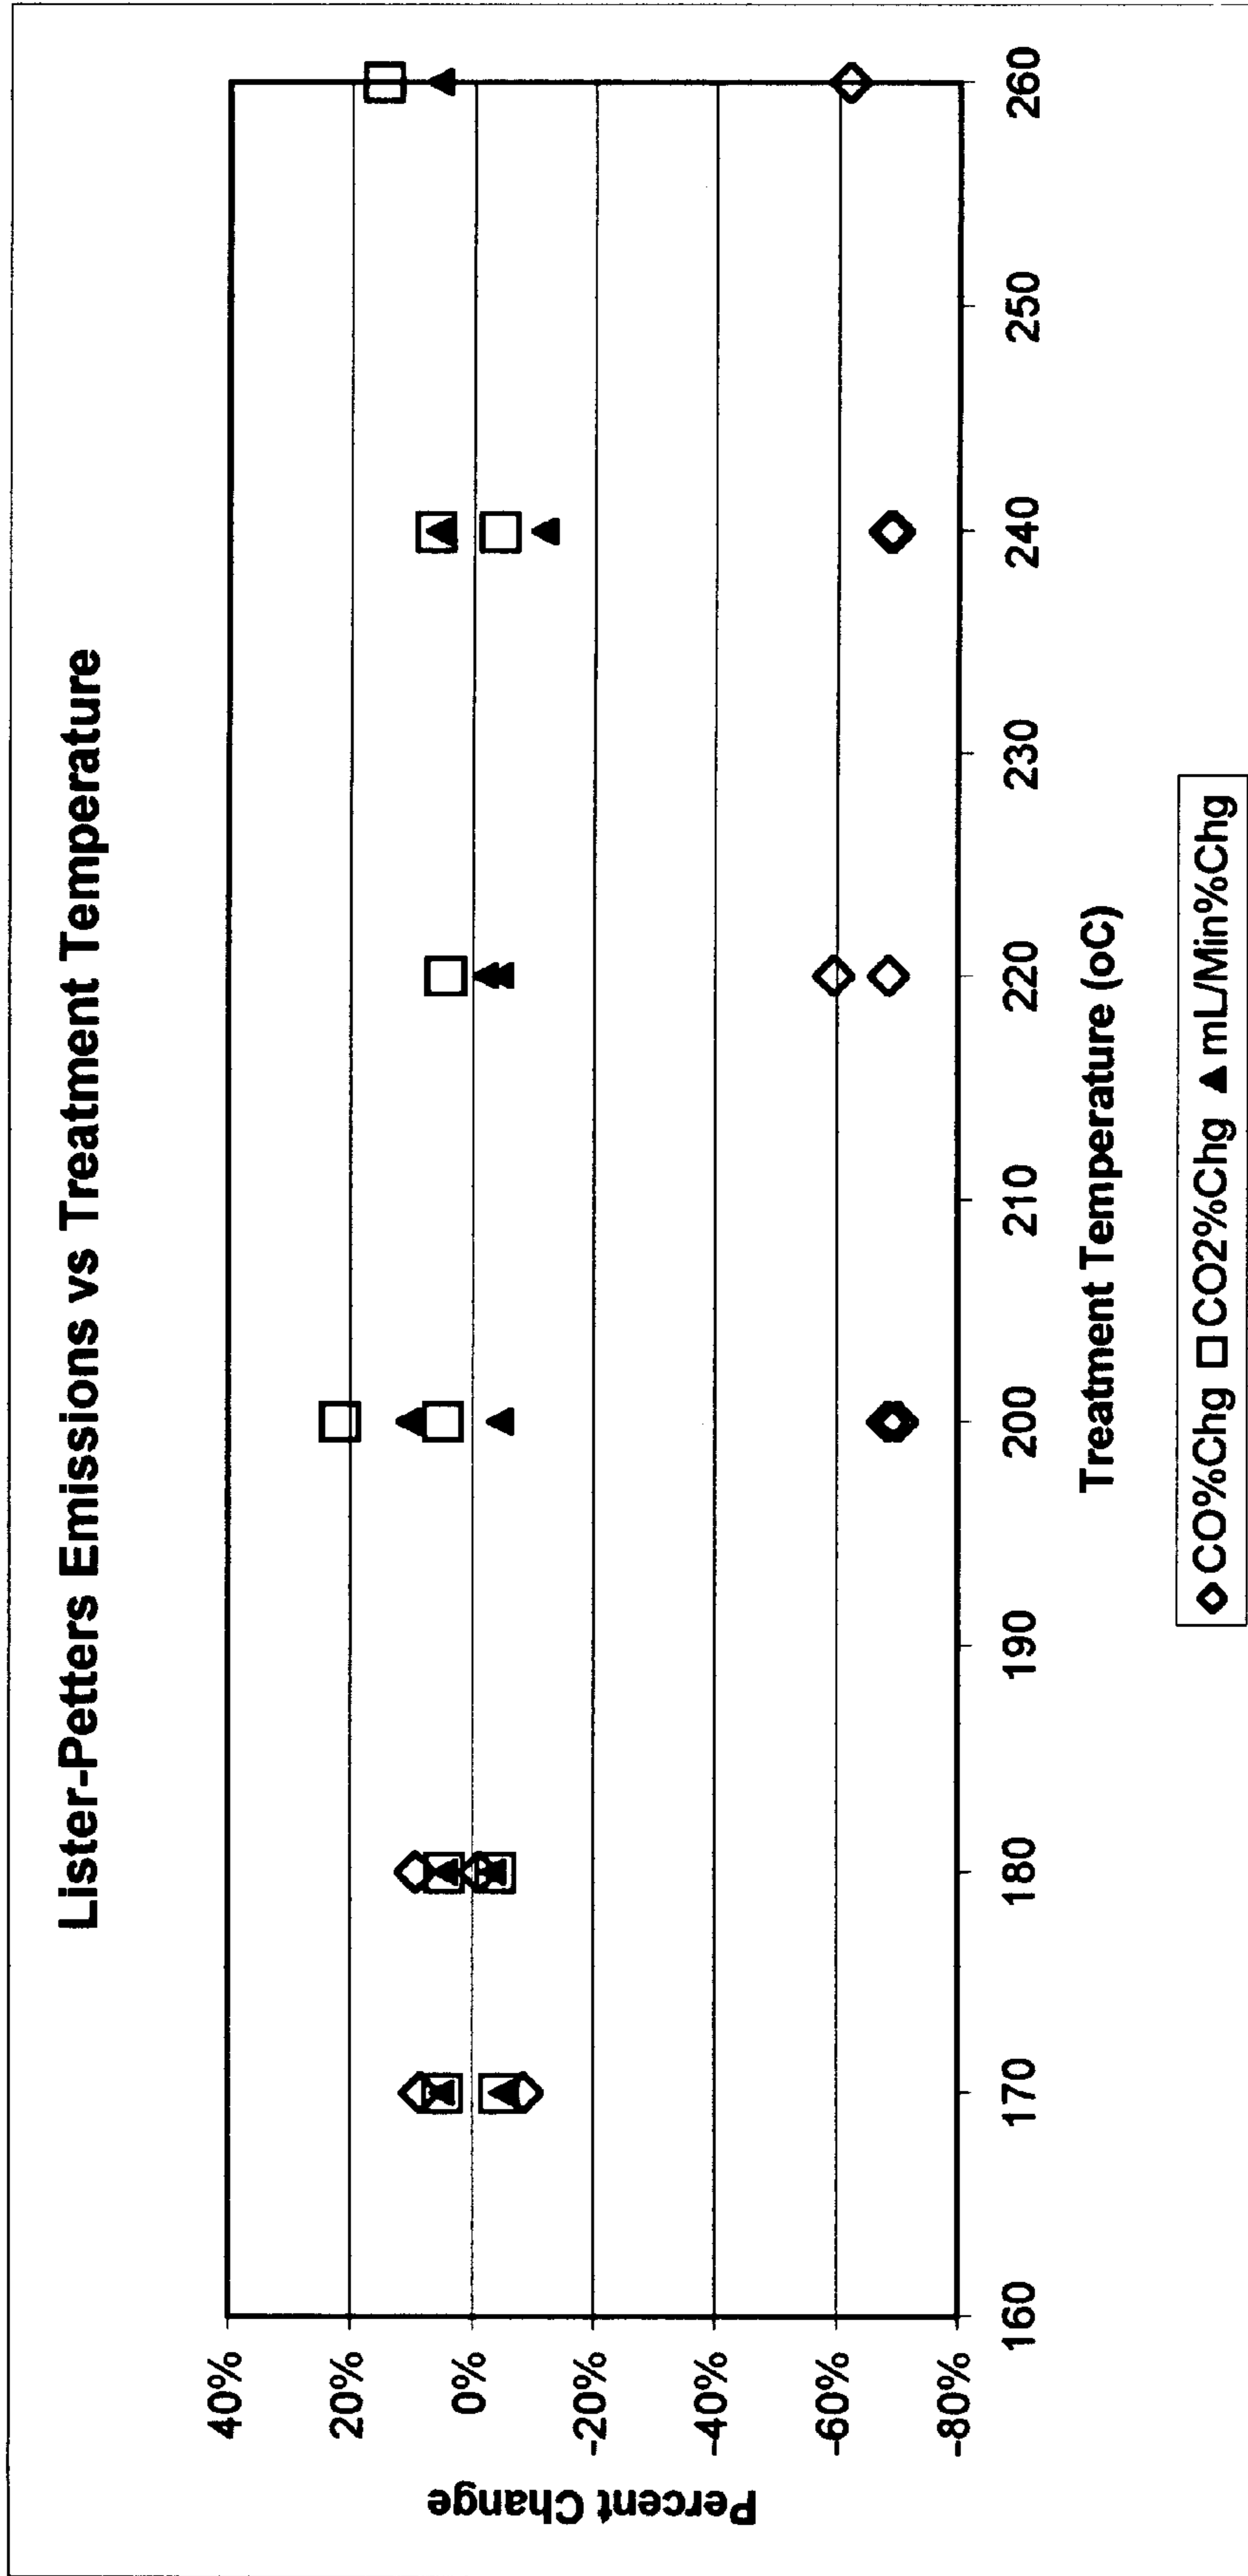 Lister-Petters Emissions vs Treatment Temperature
Percent Change
40%
20%
0%
-20%
-40%
-60%
-80%
160 170 180 190 200 210 220 230 240 250 260
Treatment Temperature (oC)
CO%Chg CO2%Chg mL/Min%Chg